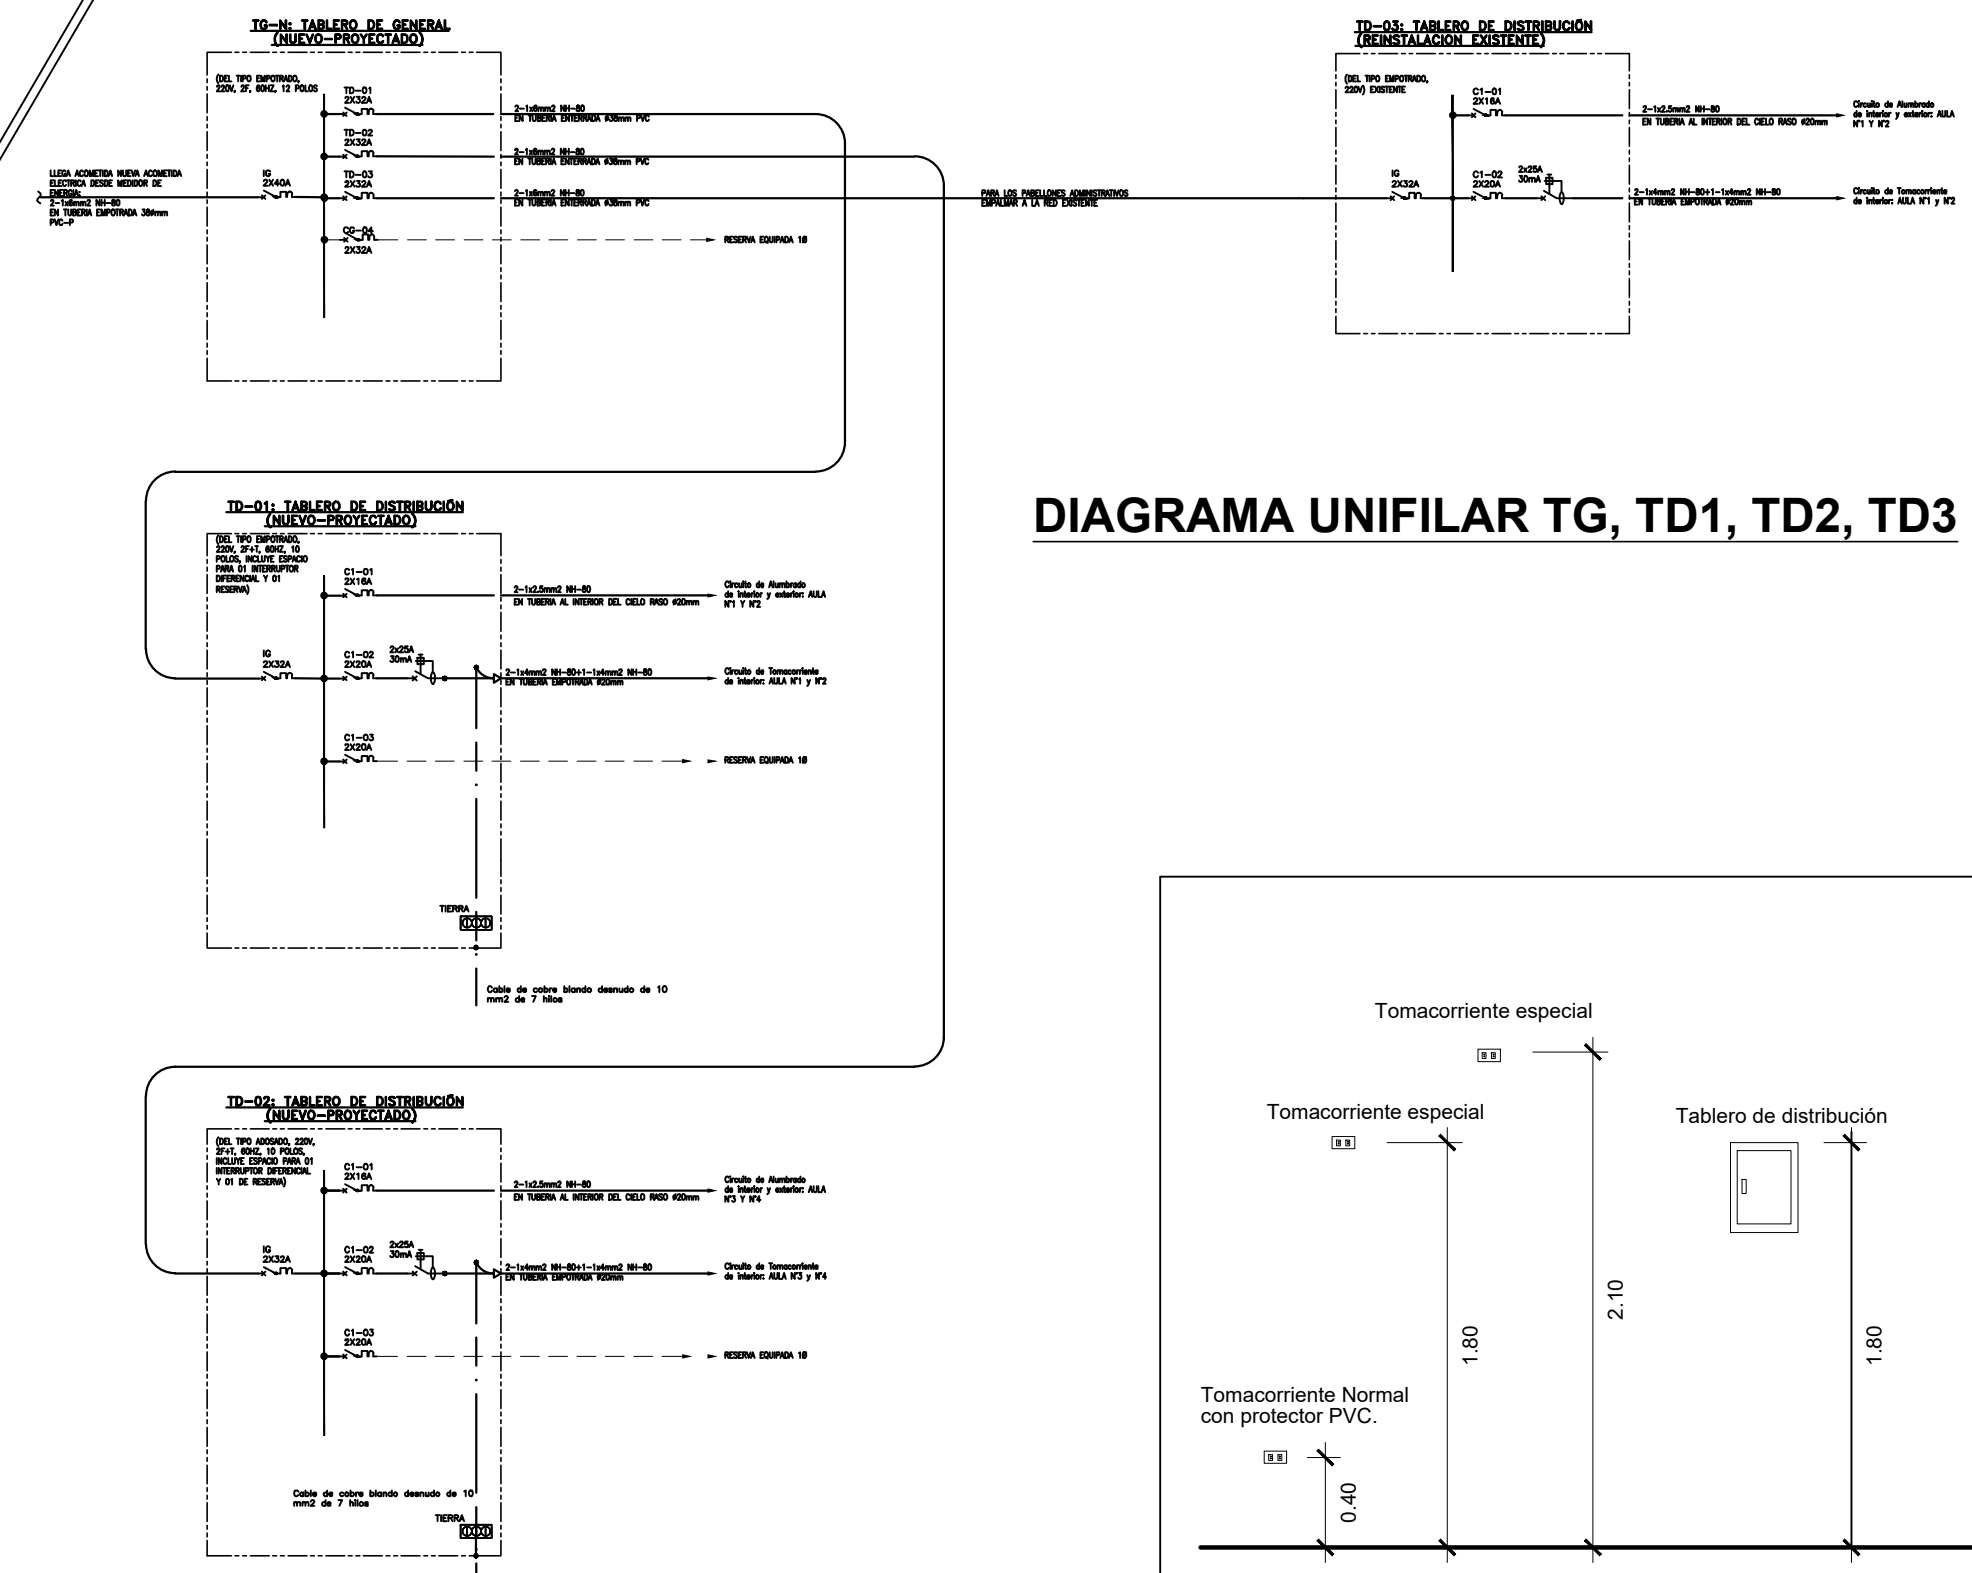 TG-N: TABLERO DE GENERAL
(NUEVO-PROYECTADO)
(DEL TIPO EMPOTRADO,
220V, 2F, 60HZ, 12 POLOS
TD-01
2X32A
2-1x6mm2 NH-80
EN TUBERIA ENTERRADA ø38mm PVC
TD-02
2X32A
2-1x6mm2 NH-80
EN TUBERIA ENTERRADA ø38mm PVC
LLEGA ACOMETIDA NUEVA ACOMETIDA
ELECTRICA DESDE MEDIDOR DE
ENERGIA:
2-1x6mm2 NH-80
EN TUBERIA EMPOTRADA 38ømm
PVC-P
IG
2X40A
TD-03
2X32A
2-1x6mm2 NH-80
EN TUBERIA ENTERRADA ø38mm PVC
PARA LOS PABELLONES ADMINISTRATIVOS
EMPALMAR A LA RED EXISTENTE
CG-04
2X32A
RESERVA EQUIPADA 1Ø
TD-03: TABLERO DE DISTRIBUCIÓN
(REINSTALACION EXISTENTE)
(DEL TIPO EMPOTRADO,
220V) EXISTENTE
C1-01
2X16A
2-1x2.5mm2 NH-80
EN TUBERIA AL INTERIOR DEL CIELO RASO ø20mm
Circuito de Alumbrado
de interior y exterior: AULA
N°1 Y N°2
IG
2X32A
C1-02
2X20A
2x25A
30mA
2-1x4mm2 NH-80+1-1x4mm2 NH-80
EN TUBERIA EMPOTRADA ø20mm
Circuito de Tomacorriente
de interior: AULA N°1 y N°2
DIAGRAMA UNIFILAR TG, TD1, TD2, TD3
TD-01: TABLERO DE DISTRIBUCIÓN
(NUEVO-PROYECTADO)
(DEL TIPO EMPOTRADO,
220V, 2F+T, 60HZ, 10
POLOS, INCLUYE ESPACIO
PARA 01 INTERRUPTOR
DIFERENCIAL Y 01
RESERVA)
C1-01
2X16A
2-1x2.5mm2 NH-80
EN TUBERIA AL INTERIOR DEL CIELO RASO ø20mm
Circuito de Alumbrado
de interior y exterior: AULA
N°1 Y N°2
IG
2X32A
C1-02
2X20A
2x25A
30mA
2-1x4mm2 NH-80+1-1x4mm2 NH-80
EN TUBERIA EMPOTRADA ø20mm
Circuito de Tomacorriente
de interior: AULA N°1 y N°2
C1-03
2X20A
RESERVA EQUIPADA 1Ø
TIERRA
Cable de cobre blando desnudo de 10
mm2 de 7 hilos
TD-02: TABLERO DE DISTRIBUCIÓN
(NUEVO-PROYECTADO)
(DEL TIPO ADOSADO, 220V,
2F+T, 60HZ, 10 POLOS,
INCLUYE ESPACIO PARA 01
INTERRUPTOR DIFERENCIAL
Y 01 DE RESERVA)
C1-01
2X16A
2-1x2.5mm2 NH-80
EN TUBERIA AL INTERIOR DEL CIELO RASO ø20mm
Circuito de Alumbrado
de interior y exterior: AULA
N°3 Y N°4
IG
2X32A
C1-02
2X20A
2x25A
30mA
2-1x4mm2 NH-80+1-1x4mm2 NH-80
EN TUBERIA EMPOTRADA ø20mm
Circuito de Tomacorriente
de interior: AULA N°3 y N°4
C1-03
2X20A
RESERVA EQUIPADA 1Ø
Cable de cobre blando desnudo de 10
mm2 de 7 hilos
TIERRA
Tomacorriente especial
Tomacorriente especial
Tablero de distribución
2.10
1.80
1.80
Tomacorriente Normal
con protector PVC.
0.40